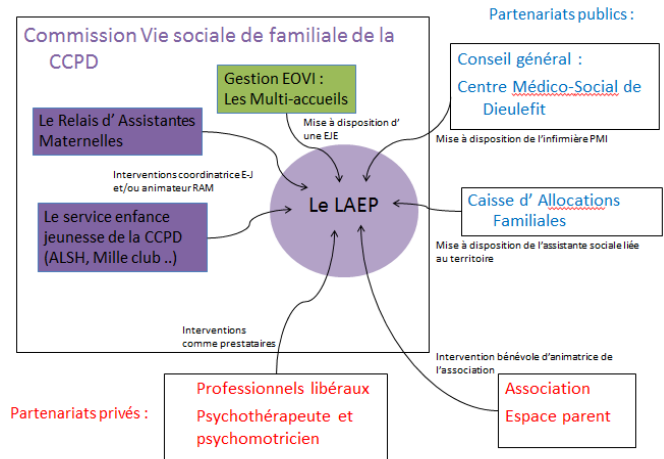 Partenariats publics :
Commission Vie sociale de familiale de la
CCPD
Conseil général :
Centre Médico-Social de
Dieulefit
Gestion EOVI :
Les Multi-accueils
Le Relais d' Assistantes
Maternelles
Mise à disposition d'
une EJE
Mise à disposition de l'infirmière PMI
Interventions coordinatrice E-J
et/ou animateur RAM
Le LAEP
Caisse d' Allocations
Familiales
Le service enfance
jeunesse de la CCPD
(ALSH, Mille club ..)
Mise à disposition de l'assistante sociale liée
au territoire
Interventions
comme prestataires
Intervention bénévole d'animatrice de
l'association
Partenariats privés :
Professionnels libéraux
Psychothérapeute et
psychomotricien
Association
Espace parent